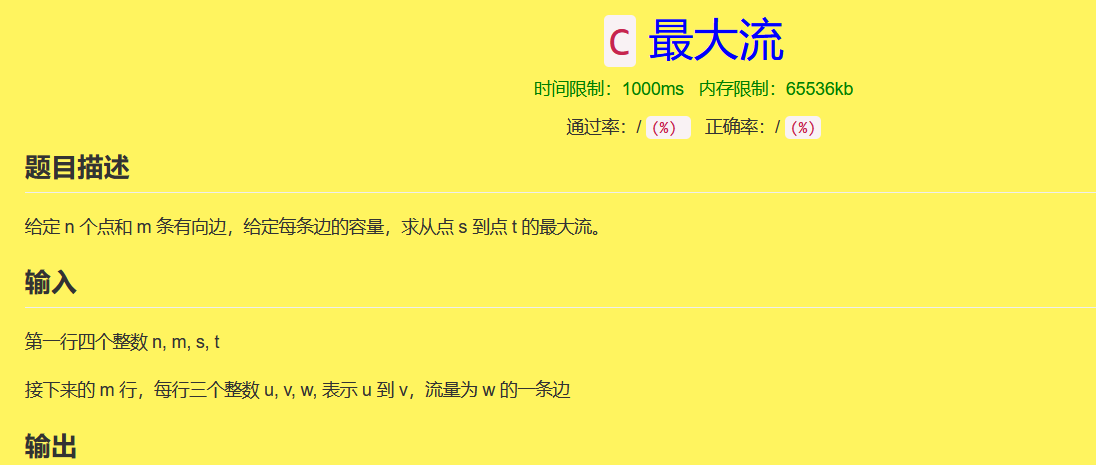 C 最大流
时间限制：1000ms 内存限制：65536kb
通过率：/ (%) 正确率：/ (%)
题目描述
给定 n 个点和 m 条有向边，给定每条边的容量，求从点 s 到点 t 的最大流。
输入
第一行四个整数 n, m, s, t
接下来的 m 行，每行三个整数 u, v, w, 表示 u 到 v，流量为 w 的一条边
输出